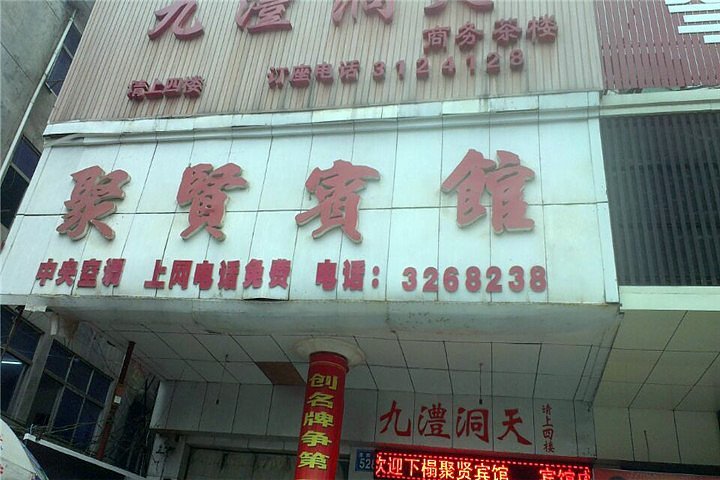 九澧洞天
商务茶楼
请上四楼 订座电话 3124128
聚贤宾馆
中央空调 上网电话免费 电话：3268238
创名牌争第
九澧洞天
请上四楼
欢迎下榻聚贤宾馆